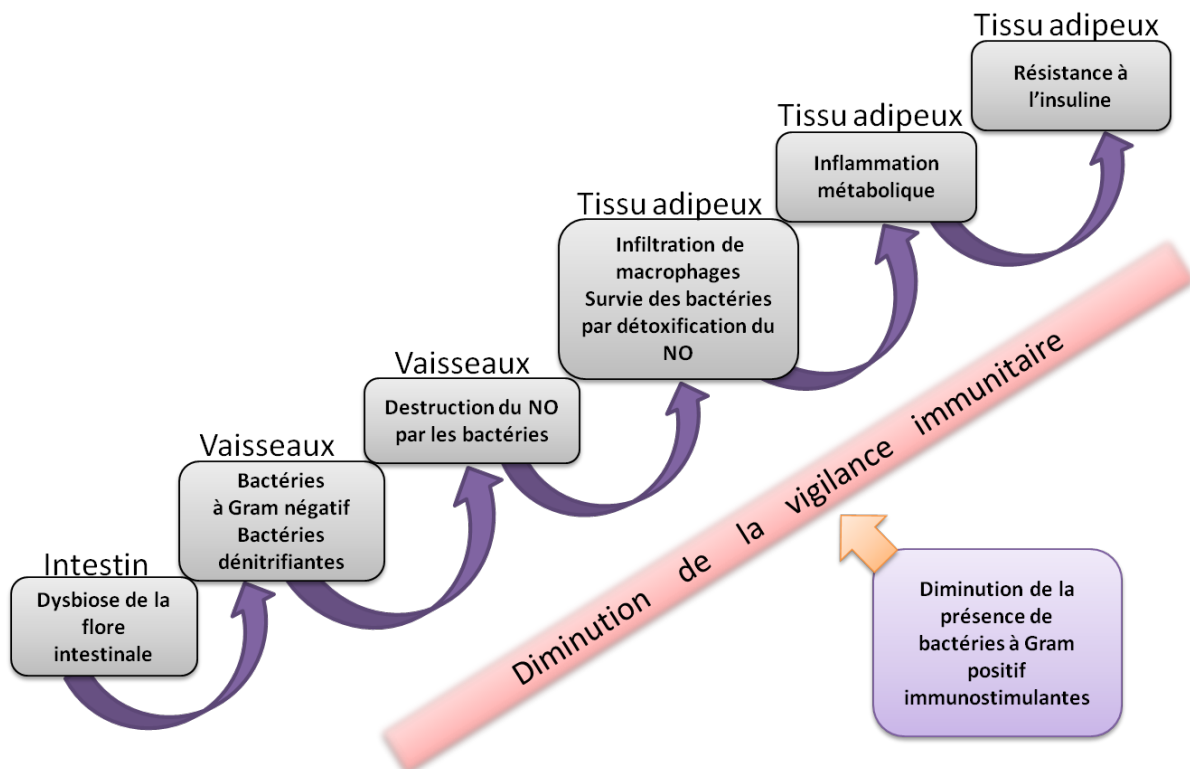 Intestin
Dysbiose de la
flore
intestinale
Vaisseaux
Bactéries
à Gram négatif
Bactéries
dénitrifiantes
Vaisseaux
Destruction du NO
par les bactéries
Tissu adipeux
Infiltration de
macrophages
Survie des bactéries
par détoxification du
NO
Tissu adipeux
Inflammation
métabolique
Tissu adipeux
Résistance à
l'insuline
Diminution de la vigilance immunitaire
Diminution de la
présence de
bactéries à Gram
positif
immunostimulantes